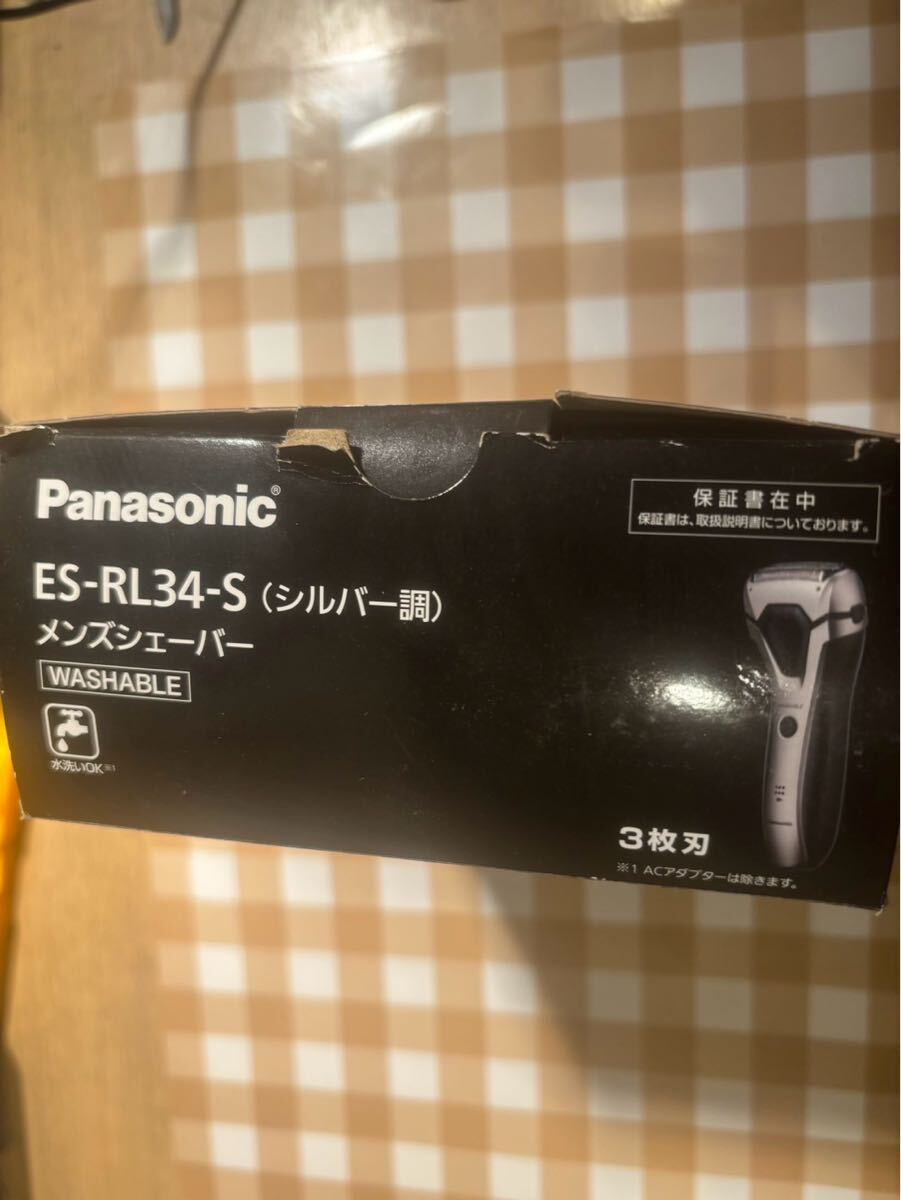 Panasonic®
ES-RL34-S（シルバー調）
メンズシェーバー
WASHABLE
水洗いOK※1
保証書在中
保証書は、取扱説明書についております。
3枚刃
※1 ACアダプターは除きます。